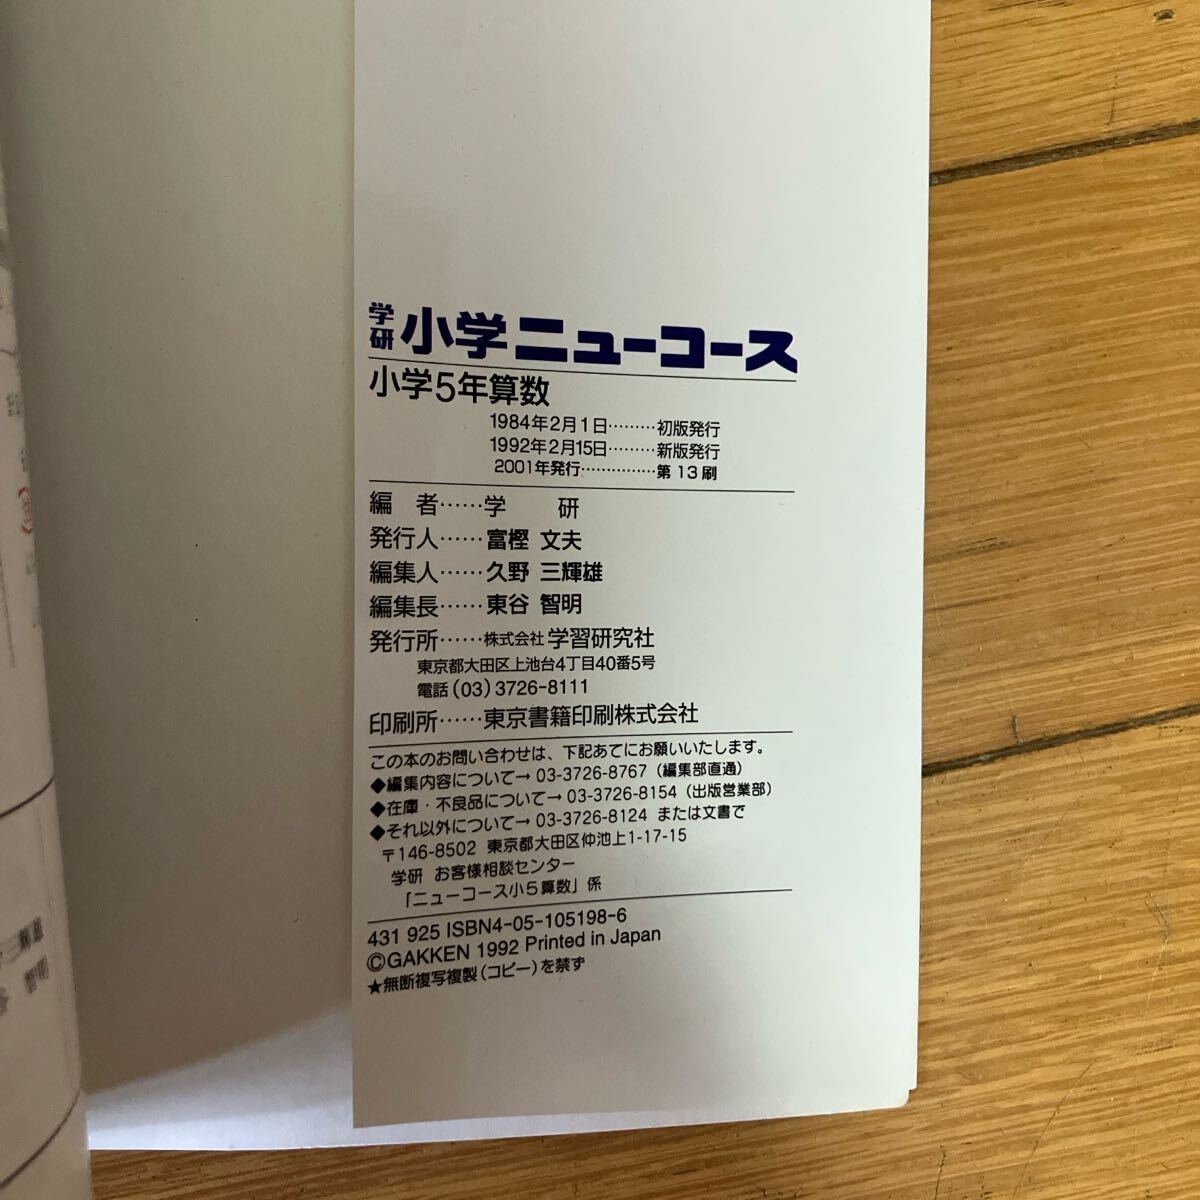 学研 小学ニューコース
小学5年算数
1984年2月1日………初版発行
1992年2月15日………新版発行
2001年発行……………第13刷
編 者……学 研
発行人……富樫 文夫
編集人……久野 三輝雄
編集長……東谷 智明
発行所……株式会社 学習研究社
東京都大田区上池台4丁目40番5号
電話(03)3726-8111
印刷所……東京書籍印刷株式会社
この本のお問い合わせは、下記あてにお願いいたします。
◆編集内容について→03-3726-8767(編集部直通)
◆在庫・不良品について→03-3726-8154(出版営業部)
◆それ以外について→03-3726-8124 または文書で
〒146-8502 東京都大田区仲池上1-17-15
学研 お客様相談センター
「ニューコース小5算数」係
431 925 ISBN4-05-105198-6
©GAKKEN 1992 Printed in Japan
★無断複写複製(コピー)を禁ず